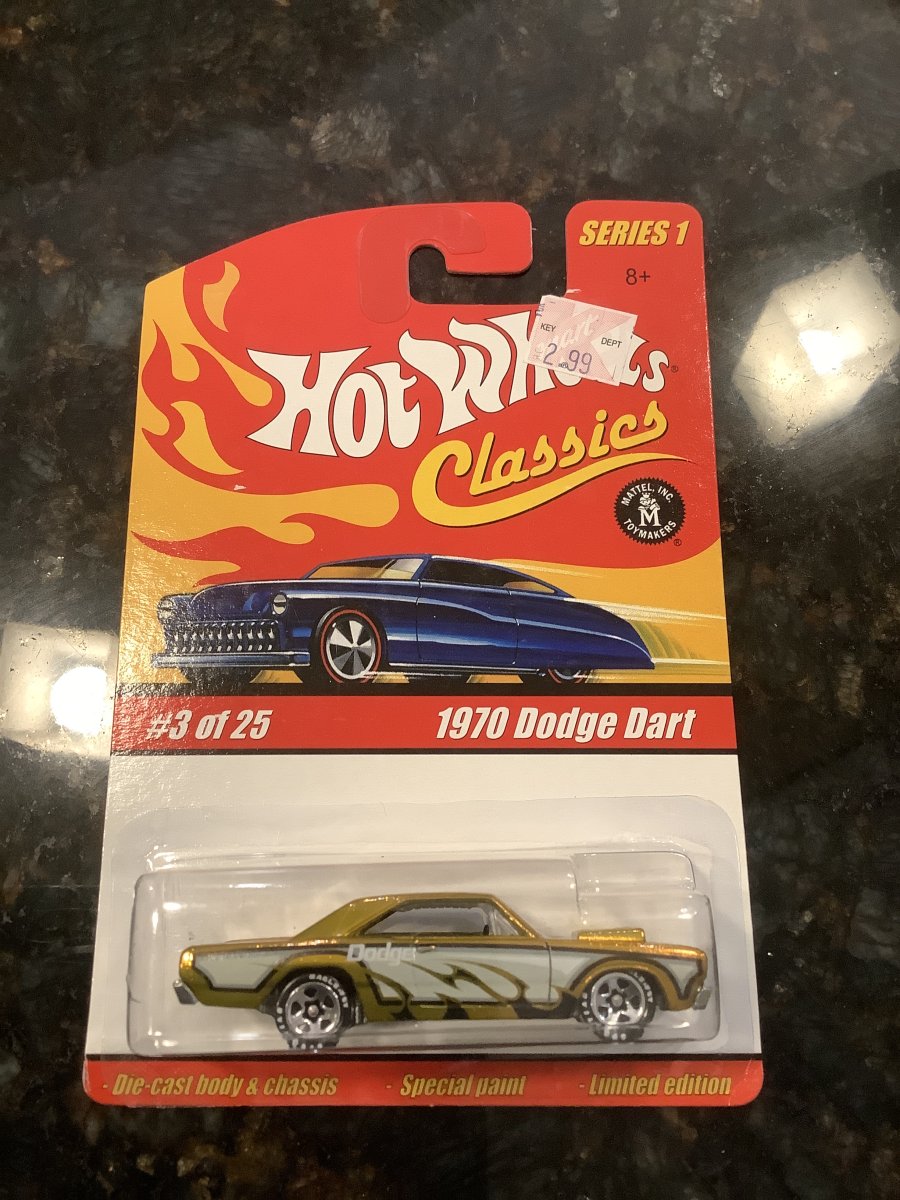 SERIES 1
8+
KEY
DEPT
2.99
HOT WHEELS
Classics
MATTEL, INC.
M
TOYMAKERS
#3 of 25
1970 Dodge Dart
Dodge
- Die-cast body & chassis
- Special paint
- Limited edition